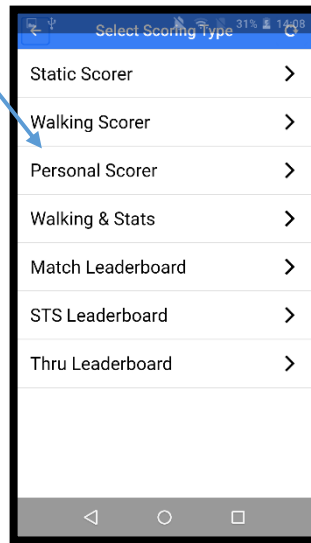 31% 14:08
Select Scoring Type
Static Scorer
Walking Scorer
Personal Scorer
Walking & Stats
Match Leaderboard
STS Leaderboard
Thru Leaderboard